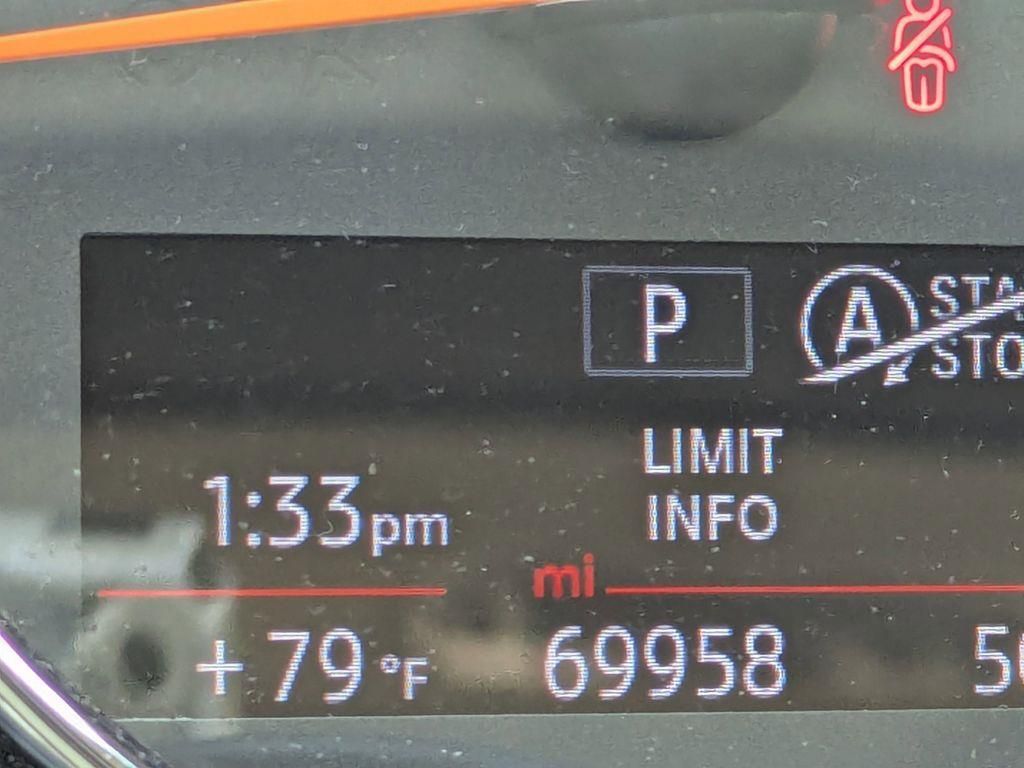 P
A
LIMIT
INFO
1:33pm
mi
+79 °F
69958